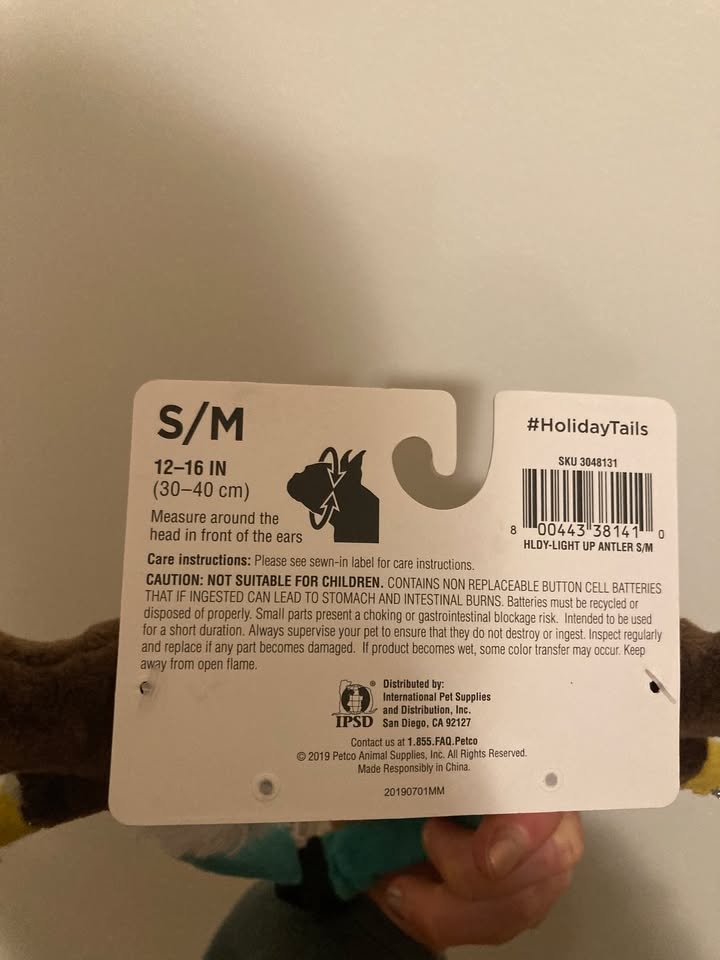 S/M
12–16 IN
(30–40 cm)
Measure around the
head in front of the ears
#HolidayTails
SKU 3048131
8 00443 38141 0
HLDY-LIGHT UP ANTLER S/M
Care instructions: Please see sewn-in label for care instructions.
CAUTION: NOT SUITABLE FOR CHILDREN. CONTAINS NON REPLACEABLE BUTTON CELL BATTERIES
THAT IF INGESTED CAN LEAD TO STOMACH AND INTESTINAL BURNS. Batteries must be recycled or
disposed of properly. Small parts present a choking or gastrointestinal blockage risk. Intended to be used
for a short duration. Always supervise your pet to ensure that they do not destroy or ingest. Inspect regularly
and replace if any part becomes damaged. If product becomes wet, some color transfer may occur. Keep
away from open flame.
IPSD
®
Distributed by:
International Pet Supplies
and Distribution, Inc.
San Diego, CA 92127
Contact us at 1.855.FAQ.Petco
© 2019 Petco Animal Supplies, Inc. All Rights Reserved.
Made Responsibly in China.
20190701MM